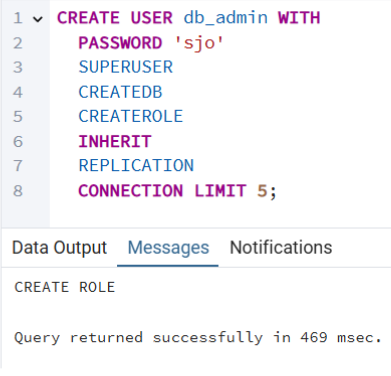 1 CREATE USER db_admin WITH
2 PASSWORD 'sjo'
3 SUPERUSER
4 CREATEDB
5 CREATEROLE
6 INHERIT
7 REPLICATION
8 CONNECTION LIMIT 5;
Data Output Messages Notifications
CREATE ROLE
Query returned successfully in 469 msec.